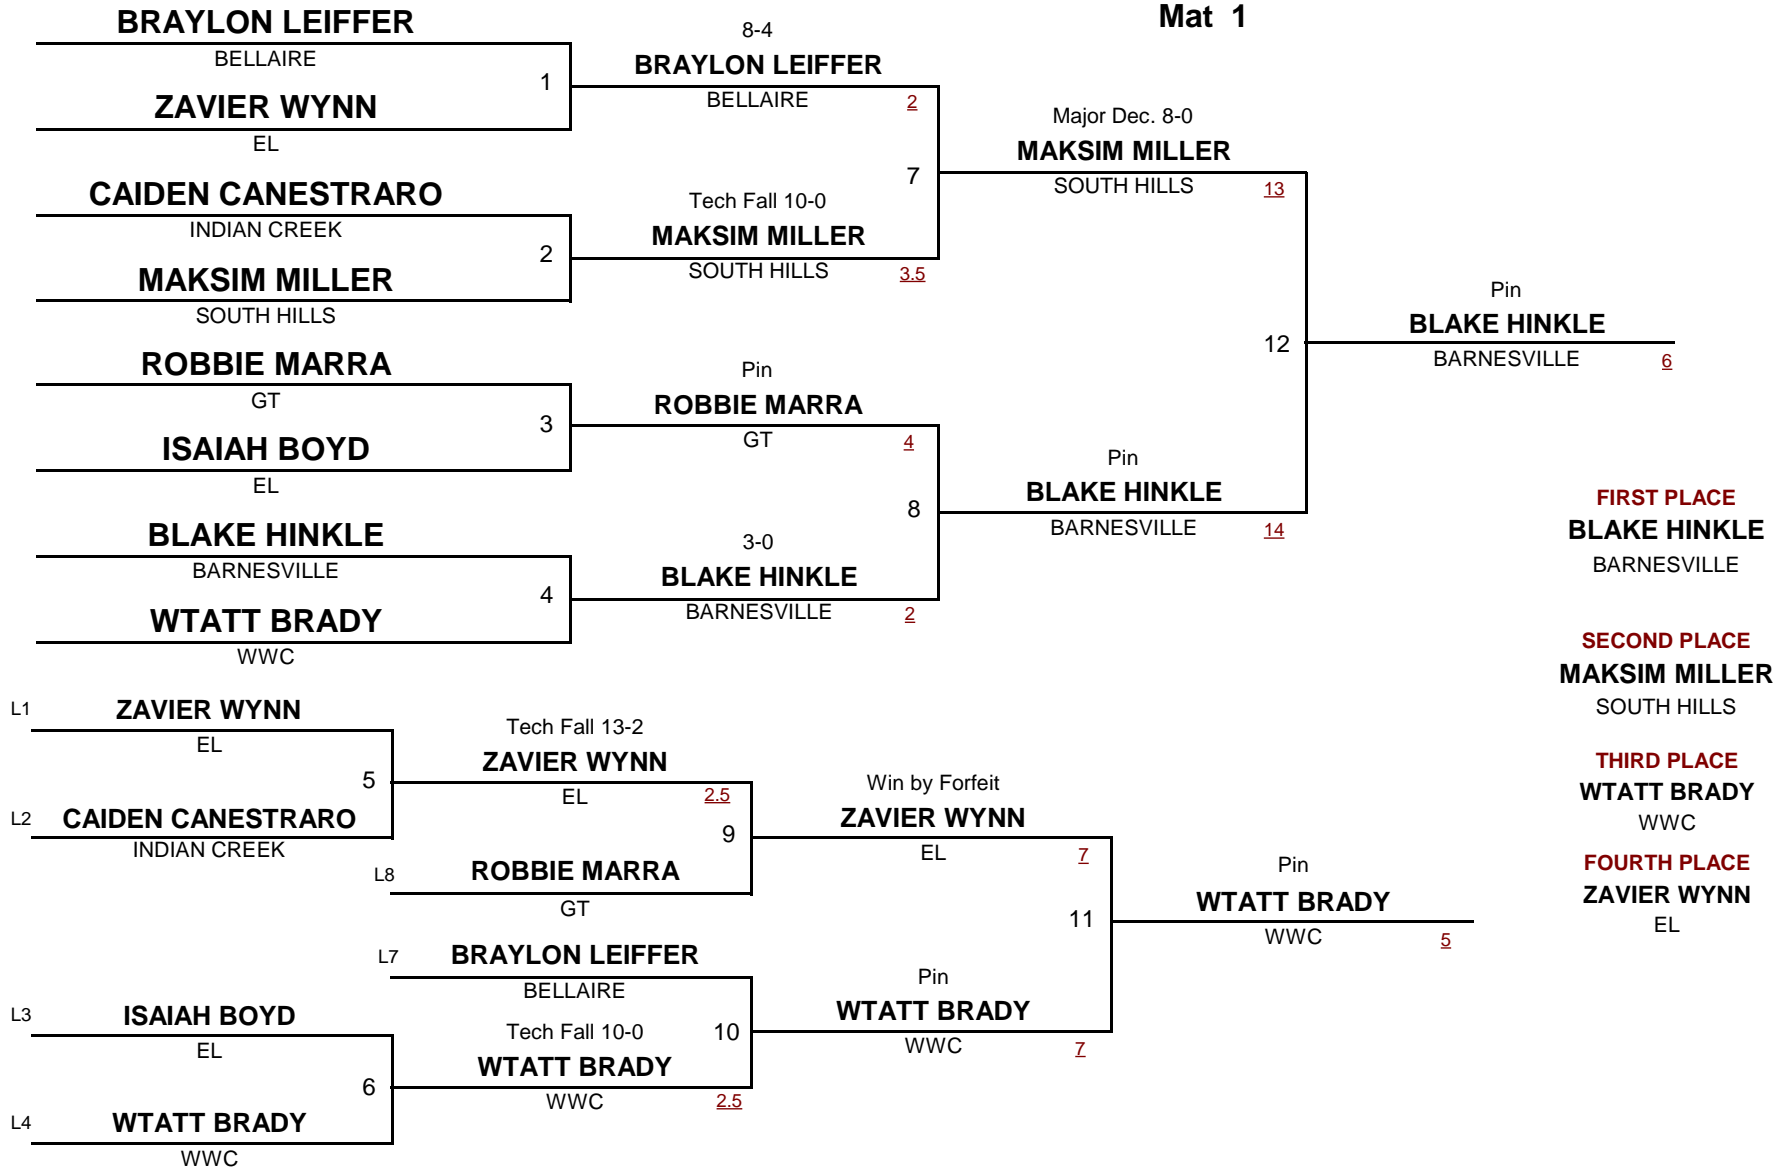 Mat 1
BRAYLON LEIFFER
BELLAIRE
1
ZAVIER WYNN
EL
CAIDEN CANESTRARO
INDIAN CREEK
2
MAKSIM MILLER
SOUTH HILLS
ROBBIE MARRA
GT
3
ISAIAH BOYD
EL
BLAKE HINKLE
BARNESVILLE
4
WTATT BRADY
WWC
8-4
BRAYLON LEIFFER
BELLAIRE 2
7
Tech Fall 10-0
MAKSIM MILLER
SOUTH HILLS 3.5
Pin
ROBBIE MARRA
GT 4
8
3-0
BLAKE HINKLE
BARNESVILLE 2
Major Dec. 8-0
MAKSIM MILLER
SOUTH HILLS 13
12
Pin
BLAKE HINKLE
BARNESVILLE 14
Pin
BLAKE HINKLE
BARNESVILLE 6
FIRST PLACE
BLAKE HINKLE
BARNESVILLE
SECOND PLACE
MAKSIM MILLER
SOUTH HILLS
THIRD PLACE
WTATT BRADY
WWC
FOURTH PLACE
ZAVIER WYNN
EL
L1 ZAVIER WYNN
EL
5
L2 CAIDEN CANESTRARO
INDIAN CREEK
L3 ISAIAH BOYD
EL
6
L4 WTATT BRADY
WWC
Tech Fall 13-2
ZAVIER WYNN
EL 2.5
9
L8 ROBBIE MARRA
GT
L7 BRAYLON LEIFFER
BELLAIRE
Tech Fall 10-0 10
WTATT BRADY
WWC 2.5
Win by Forfeit
ZAVIER WYNN
EL 7
11
Pin
WTATT BRADY
WWC 7
Pin
WTATT BRADY
WWC 5